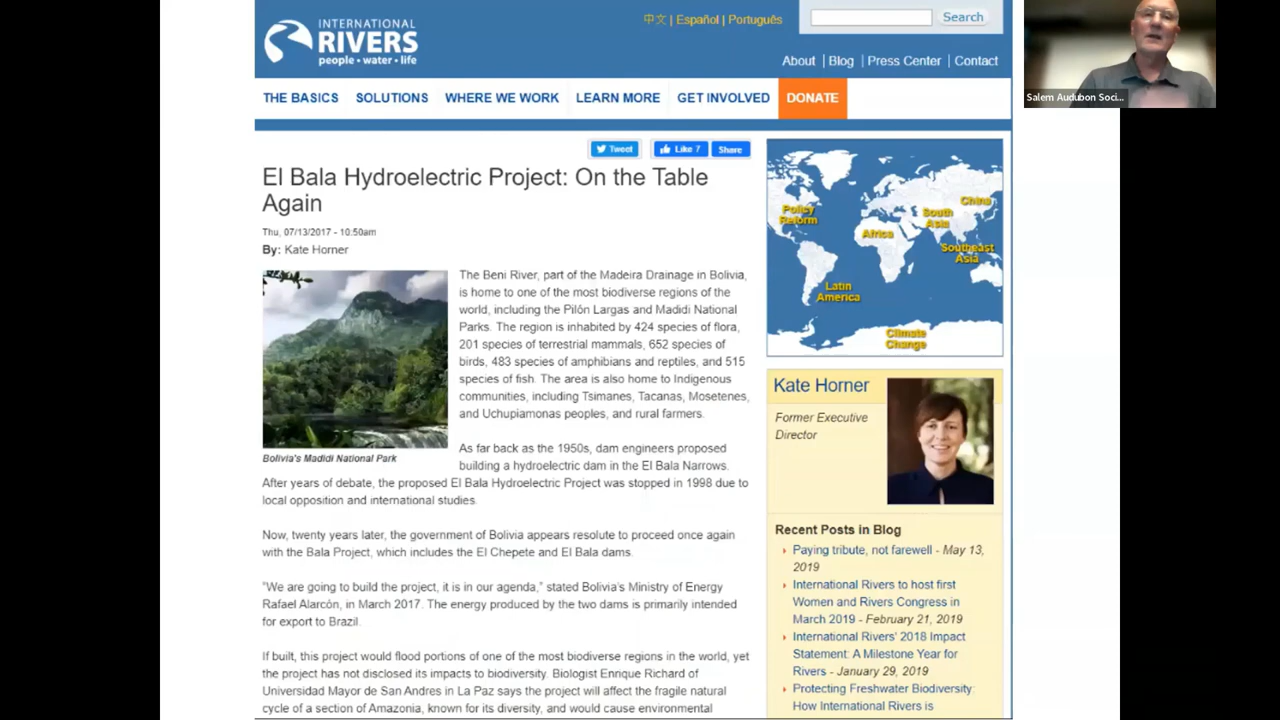 INTERNATIONAL
RIVERS
people • water • life
中文 | Español | Português
Search
About | Blog | Press Center | Contact
THE BASICS SOLUTIONS WHERE WE WORK LEARN MORE GET INVOLVED DONATE
Tweet Like 7 Share
El Bala Hydroelectric Project: On the Table
Again
Thu, 07/13/2017 - 10:50am
By: Kate Horner
The Beni River, part of the Madeira Drainage in Bolivia,
is home to one of the most biodiverse regions of the
world, including the Pilón Largas and Madidi National
Parks. The region is inhabited by 424 species of flora,
201 species of terrestrial mammals, 652 species of
birds, 483 species of amphibians and reptiles, and 515
species of fish. The area is also home to Indigenous
communities, including Tsimanes, Tacanas, Mosetenes,
and Uchupiamonas peoples, and rural farmers.
Bolivia's Madidi National Park
As far back as the 1950s, dam engineers proposed
building a hydroelectric dam in the El Bala Narrows.
After years of debate, the proposed El Bala Hydroelectric Project was stopped in 1998 due to
local opposition and international studies.
Now, twenty years later, the government of Bolivia appears resolute to proceed once again
with the Bala Project, which includes the El Chepete and El Bala dams.
"We are going to build the project, it is in our agenda," stated Bolivia's Ministry of Energy
Rafael Alarcón, in March 2017. The energy produced by the two dams is primarily intended
for export to Brazil.
If built, this project would flood portions of one of the most biodiverse regions in the world, yet
the project has not disclosed its impacts to biodiversity. Biologist Enrique Richard of
Universidad Mayor de San Andres in La Paz says the project will affect the fragile natural
cycle of a section of Amazonia, known for its diversity, and would cause environmental
Policy
Reform
China
South
Asia
Africa
Southeast
Asia
Latin
America
Climate
Change
Kate Horner
Former Executive
Director
Recent Posts in Blog
Paying tribute, not farewell - May 13,
2019
International Rivers to host first
Women and Rivers Congress in
March 2019 - February 21, 2019
International Rivers' 2018 Impact
Statement: A Milestone Year for
Rivers - January 29, 2019
Protecting Freshwater Biodiversity:
How International Rivers is
Salem Audubon Soci...